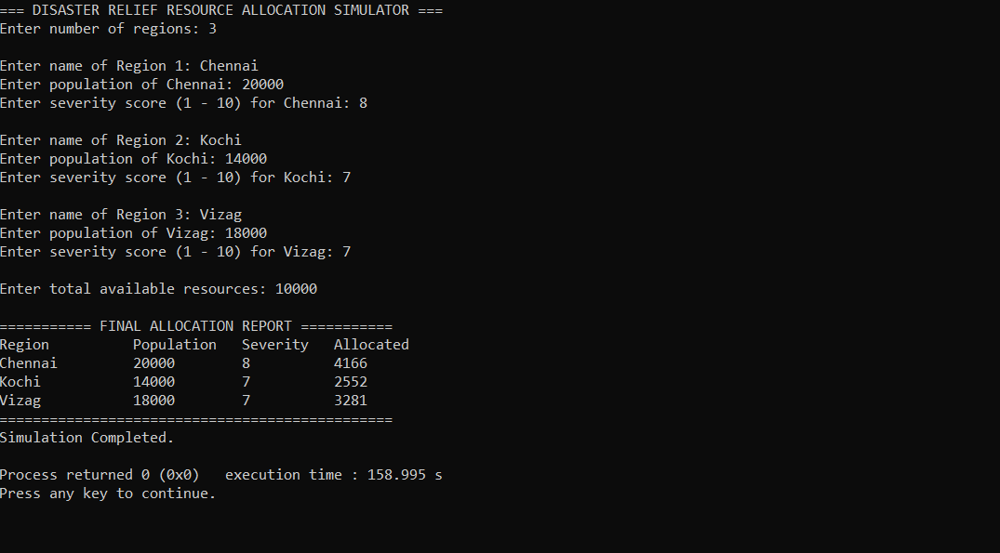 === DISASTER RELIEF RESOURCE ALLOCATION SIMULATOR ===
Enter number of regions: 3
Enter name of Region 1: Chennai
Enter population of Chennai: 20000
Enter severity score (1 - 10) for Chennai: 8
Enter name of Region 2: Kochi
Enter population of Kochi: 14000
Enter severity score (1 - 10) for Kochi: 7
Enter name of Region 3: Vizag
Enter population of Vizag: 18000
Enter severity score (1 - 10) for Vizag: 7
Enter total available resources: 10000
=========== FINAL ALLOCATION REPORT ===========
Region          Population   Severity   Allocated
Chennai         20000        8          4166
Kochi           14000        7          2552
Vizag           18000        7          3281
===============================================
Simulation Completed.
Process returned 0 (0x0)   execution time : 158.995 s
Press any key to continue.